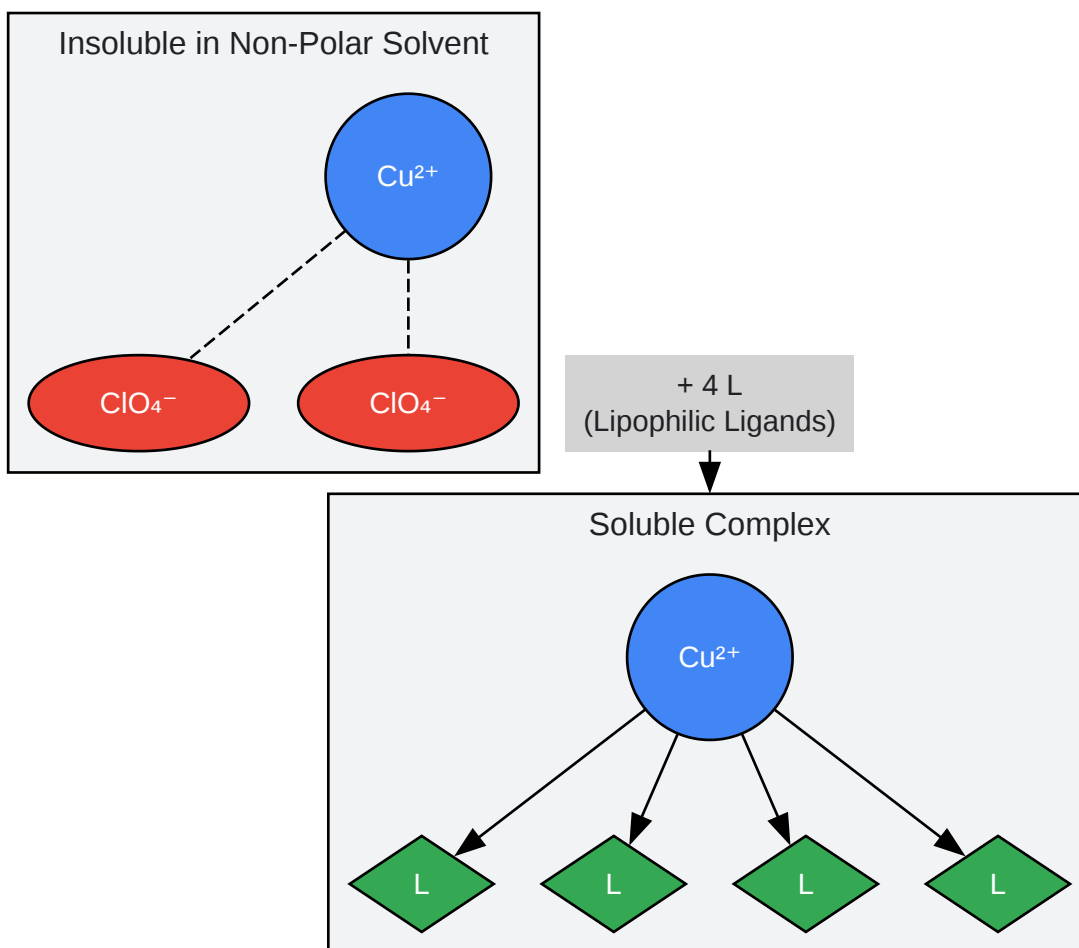 Insoluble in Non-Polar Solvent
Cu²⁺
ClO₄⁻
ClO₄⁻
+ 4 L
(Lipophilic Ligands)
Soluble Complex
Cu²⁺
L
L
L
L